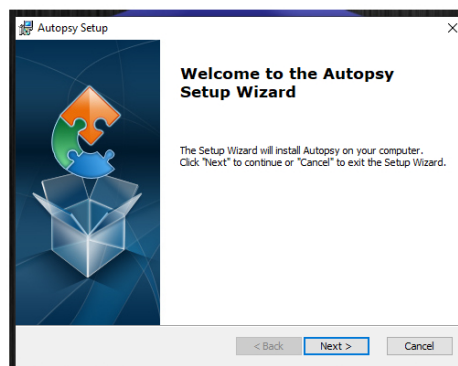 Autopsy Setup
Welcome to the Autopsy
Setup Wizard
The Setup Wizard will install Autopsy on your computer.
Click "Next" to continue or "Cancel" to exit the Setup Wizard.
< Back
Next >
Cancel